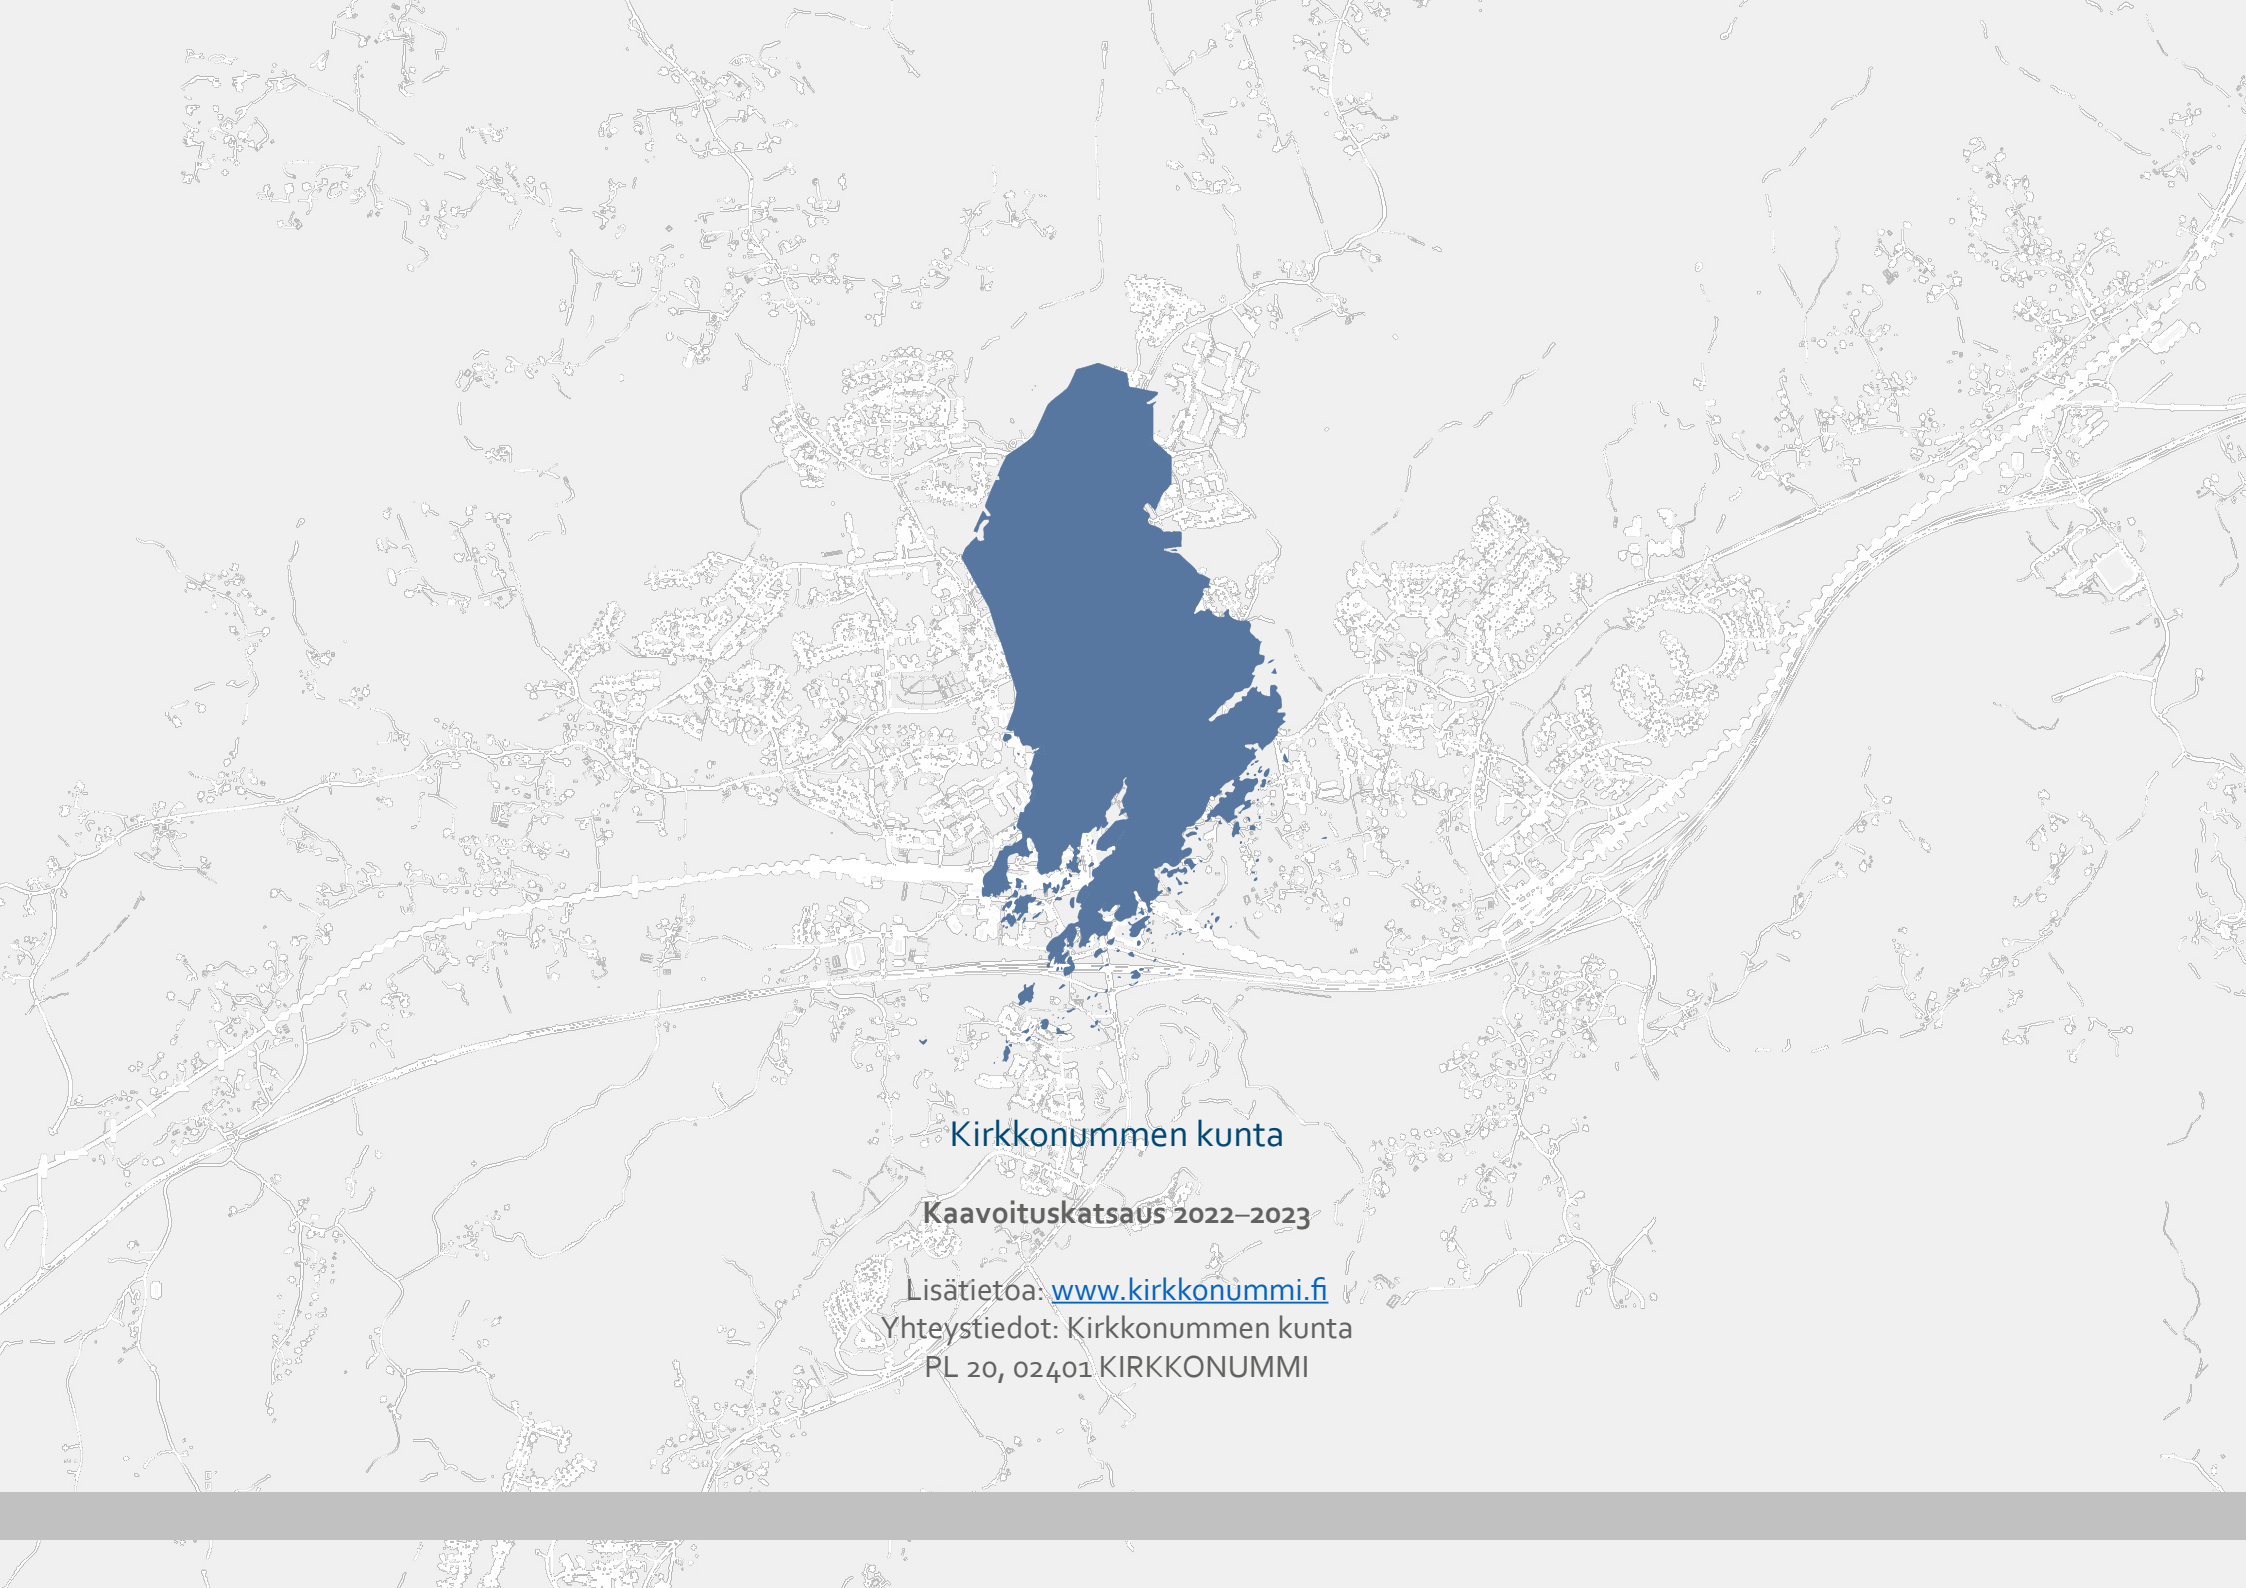 Kirkkonummen kunta
Kaavoituskatsaus 2022–2023
Lisätietoa: www.kirkkonummi.fi
Yhteystiedot: Kirkkonummen kunta
PL 20, 02401 KIRKKONUMMI